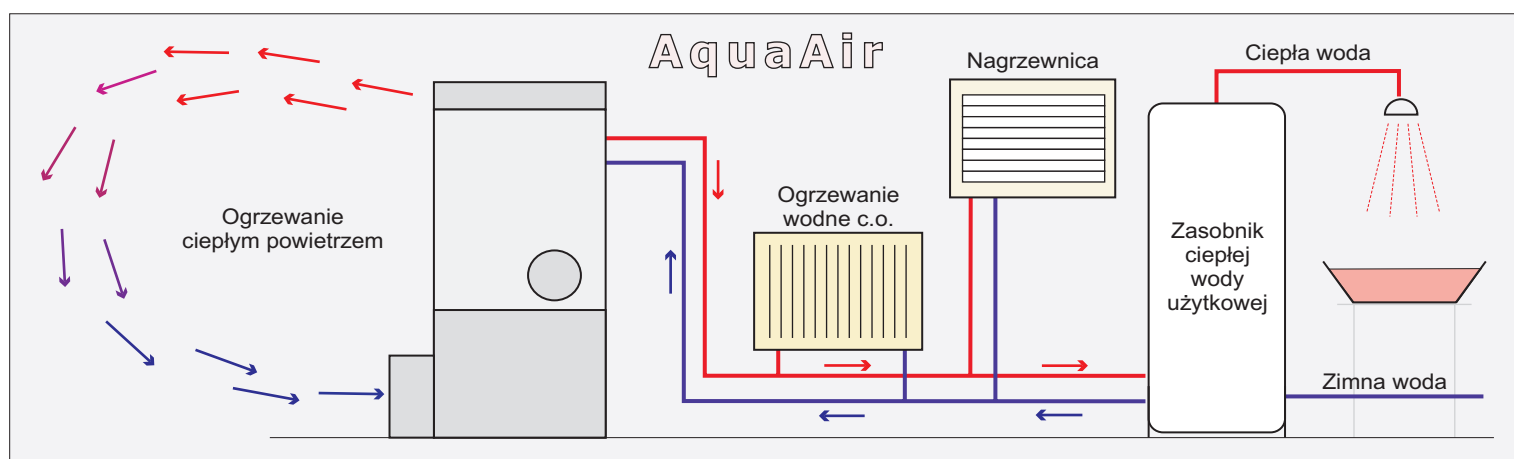 AquaAir
Ciepła woda
Nagrzewnica
Ogrzewanie
wodne c.o.
Ogrzewanie
ciepłym powietrzem
Zasobnik
ciepłej
wody
użytkowej
Zimna woda